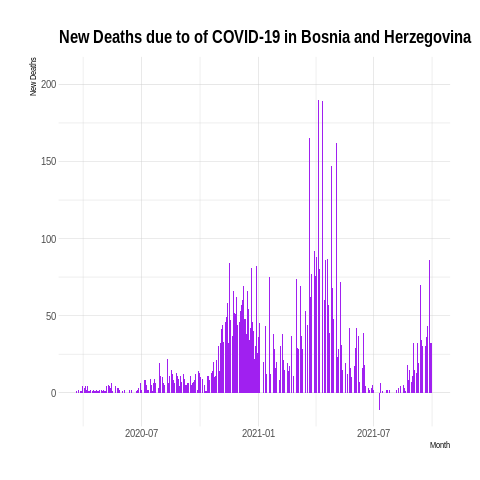 New Deaths due to of COVID-19 in Bosnia and Herzegovina
New Deaths
200
150
100
50
0
2020-07
2021-01
2021-07
Month